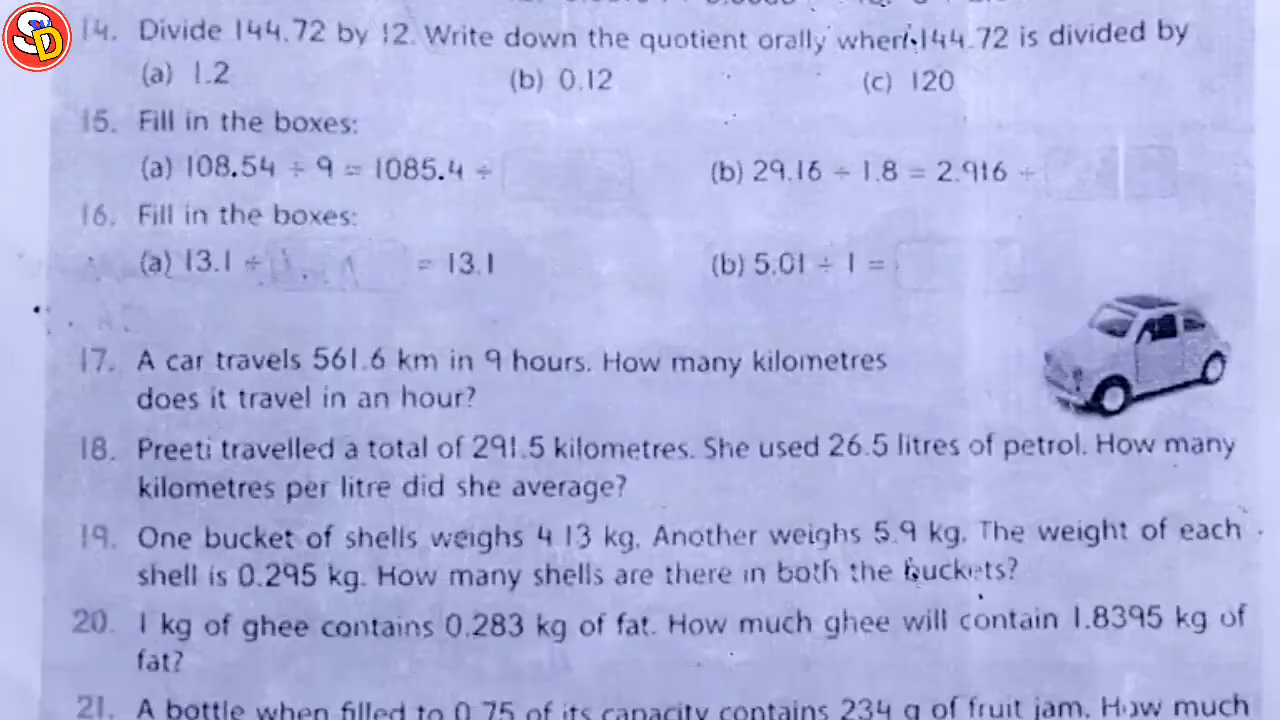 SD
14. Divide 144.72 by 12. Write down the quotient orally when 144.72 is divided by
(a) 1.2 (b) 0.12 (c) 120
15. Fill in the boxes:
(a) 108.54 ÷ 9 = 1085.4 ÷ (b) 29.16 ÷ 1.8 = 2.916 ÷
16. Fill in the boxes:
(a) 13.1 ÷ = 13.1 (b) 5.01 ÷ 1 =
17. A car travels 561.6 km in 9 hours. How many kilometres
does it travel in an hour?
18. Preeti travelled a total of 291.5 kilometres. She used 26.5 litres of petrol. How many
kilometres per litre did she average?
19. One bucket of shells weighs 4 13 kg. Another weighs 5.9 kg. The weight of each
shell is 0.295 kg. How many shells are there in both the buckets?
20. 1 kg of ghee contains 0.283 kg of fat. How much ghee will contain 1.8395 kg of
fat?
21. A bottle when filled to 0.75 of its capacity contains 234 g of fruit jam. How much